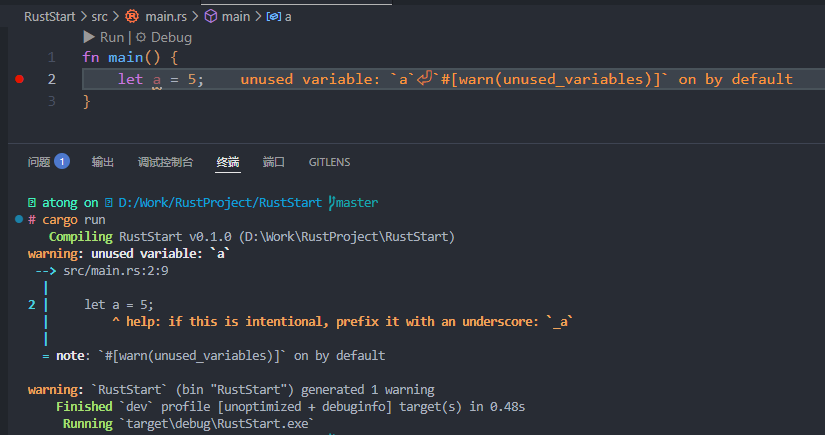 RustStart > src > main.rs > main > a
Run | Debug
1 fn main() {
2 let a = 5; unused variable: `a`⏎`#[warn(unused_variables)]` on by default
3 }
问题 1 输出 调试控制台 终端 端口 GITLENS
atong on D:/Work/RustProject/RustStart master
# cargo run
Compiling RustStart v0.1.0 (D:\Work\RustProject\RustStart)
warning: unused variable: `a`
--> src/main.rs:2:9
|
2 | let a = 5;
| ^ help: if this is intentional, prefix it with an underscore: `_a`
|
= note: `#[warn(unused_variables)]` on by default
warning: `RustStart` (bin "RustStart") generated 1 warning
Finished `dev` profile [unoptimized + debuginfo] target(s) in 0.48s
Running `target\debug\RustStart.exe`